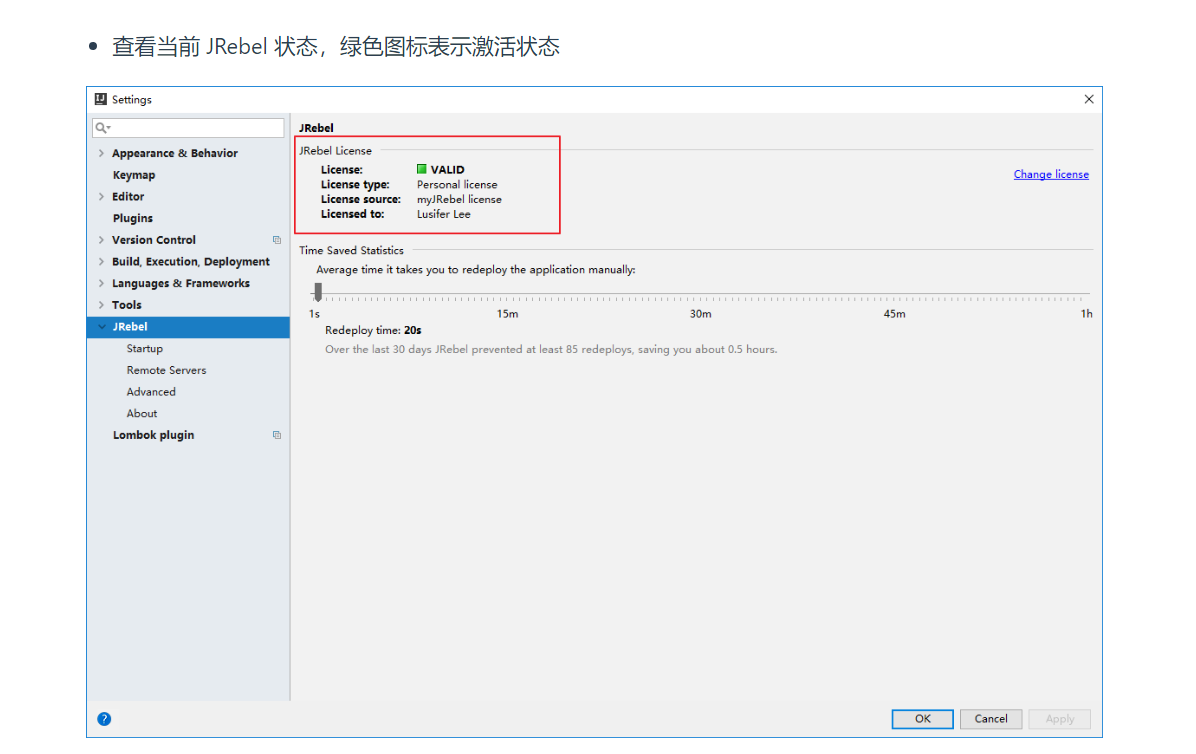 查看当前 JRebel 状态，绿色图标表示激活状态
Settings
JRebel
Appearance & Behavior
Keymap
Editor
Plugins
Version Control
Build, Execution, Deployment
Languages & Frameworks
Tools
JRebel
Startup
Remote Servers
Advanced
About
Lombok plugin
JRebel License
License: VALID
License type: Personal license
License source: myJRebel license
Licensed to: Lusifer Lee
Change license
Time Saved Statistics
Average time it takes you to redeploy the application manually:
1s 15m 30m 45m 1h
Redeploy time: 20s
Over the last 30 days JRebel prevented at least 85 redeploys, saving you about 0.5 hours.
?
OK Cancel Apply